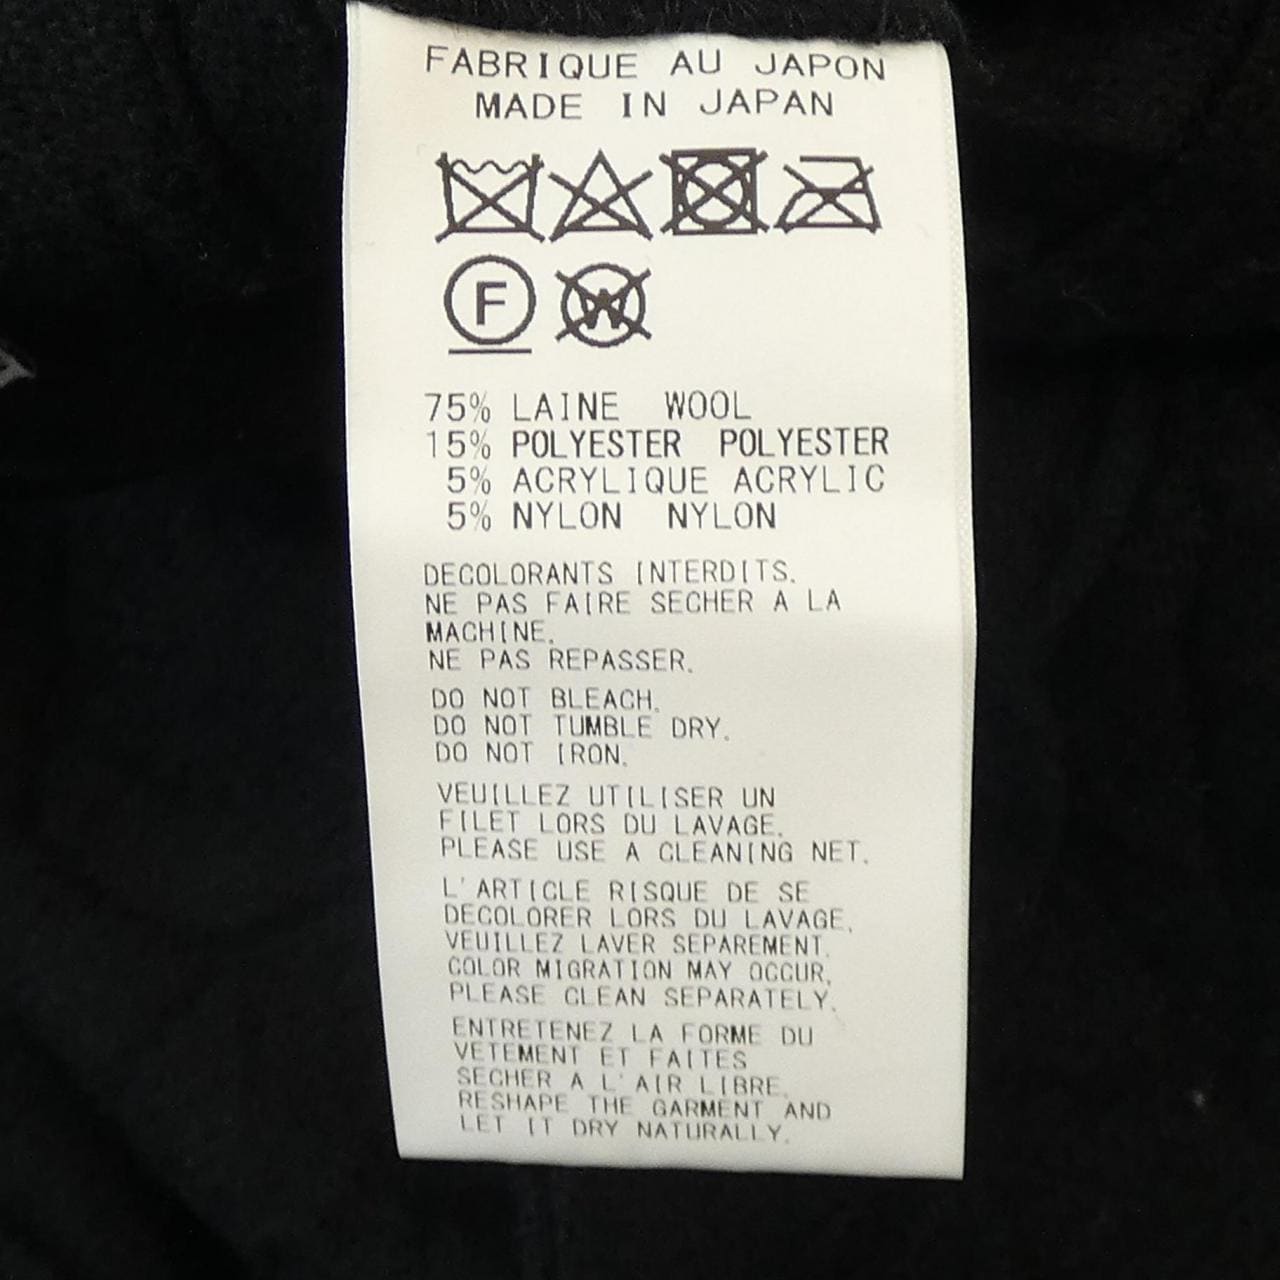 FABRIQUE AU JAPON
MADE IN JAPAN
F
W
75% LAINE WOOL
15% POLYESTER POLYESTER
5% ACRYLIQUE ACRYLIC
5% NYLON NYLON
DECOLORANTS INTERDITS.
NE PAS FAIRE SECHER A LA
MACHINE.
NE PAS REPASSER.
DO NOT BLEACH.
DO NOT TUMBLE DRY.
DO NOT IRON.
VEUILLEZ UTILISER UN
FILET LORS DU LAVAGE.
PLEASE USE A CLEANING NET.
L'ARTICLE RISQUE DE SE
DECOLORER LORS DU LAVAGE.
VEUILLEZ LAVER SEPAREMENT.
COLOR MIGRATION MAY OCCUR.
PLEASE CLEAN SEPARATELY.
ENTRETENEZ LA FORME DU
VETEMENT ET FAITES
SECHER A L'AIR LIBRE.
RESHAPE THE GARMENT AND
LET IT DRY NATURALLY.